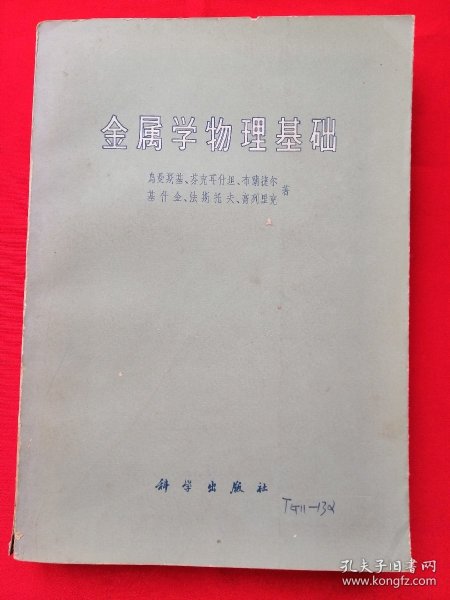 金属学物理基础
乌曼斯基、芬克耳什坦、布蘭捷尔
基什金、法斯托夫、高列里克
著
科学出版社
TG11-132
孔夫子旧书网
www.kongfz.com